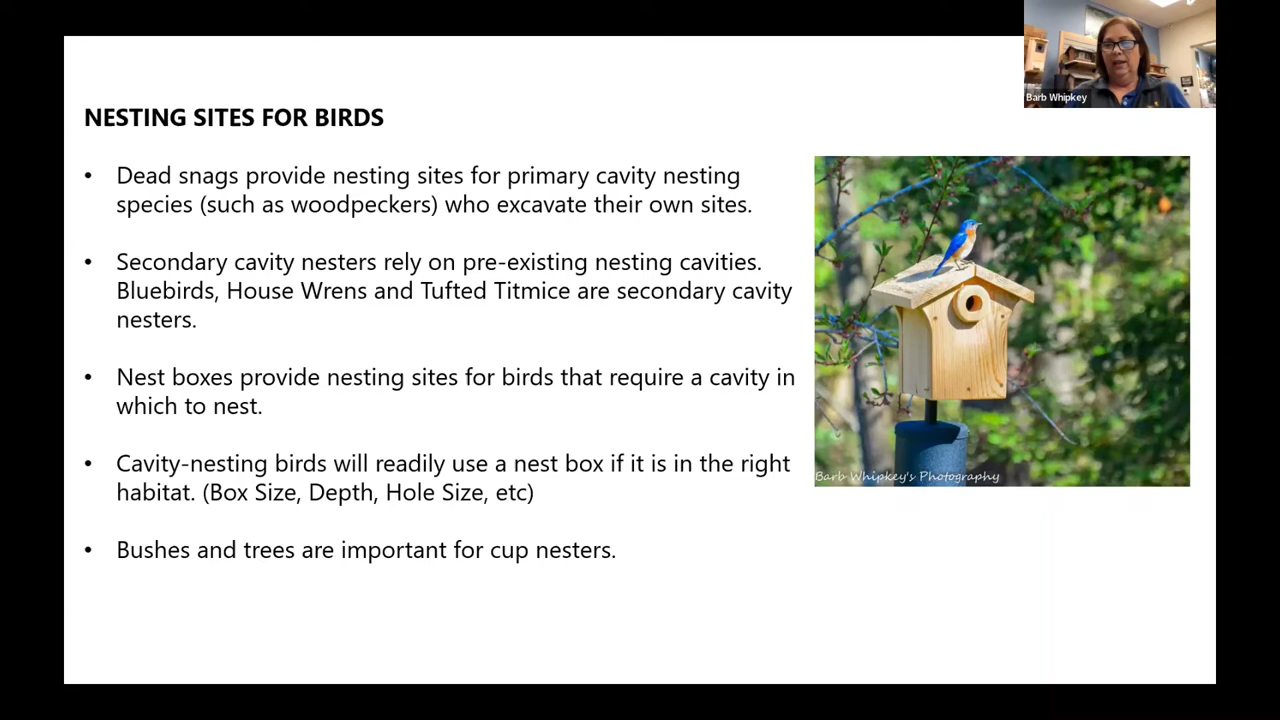 Barb Whipkey
NESTING SITES FOR BIRDS
• Dead snags provide nesting sites for primary cavity nesting
species (such as woodpeckers) who excavate their own sites.
• Secondary cavity nesters rely on pre-existing nesting cavities.
Bluebirds, House Wrens and Tufted Titmice are secondary cavity
nesters.
• Nest boxes provide nesting sites for birds that require a cavity in
which to nest.
• Cavity-nesting birds will readily use a nest box if it is in the right
habitat. (Box Size, Depth, Hole Size, etc)
• Bushes and trees are important for cup nesters.
Barb Whipkey's Photography